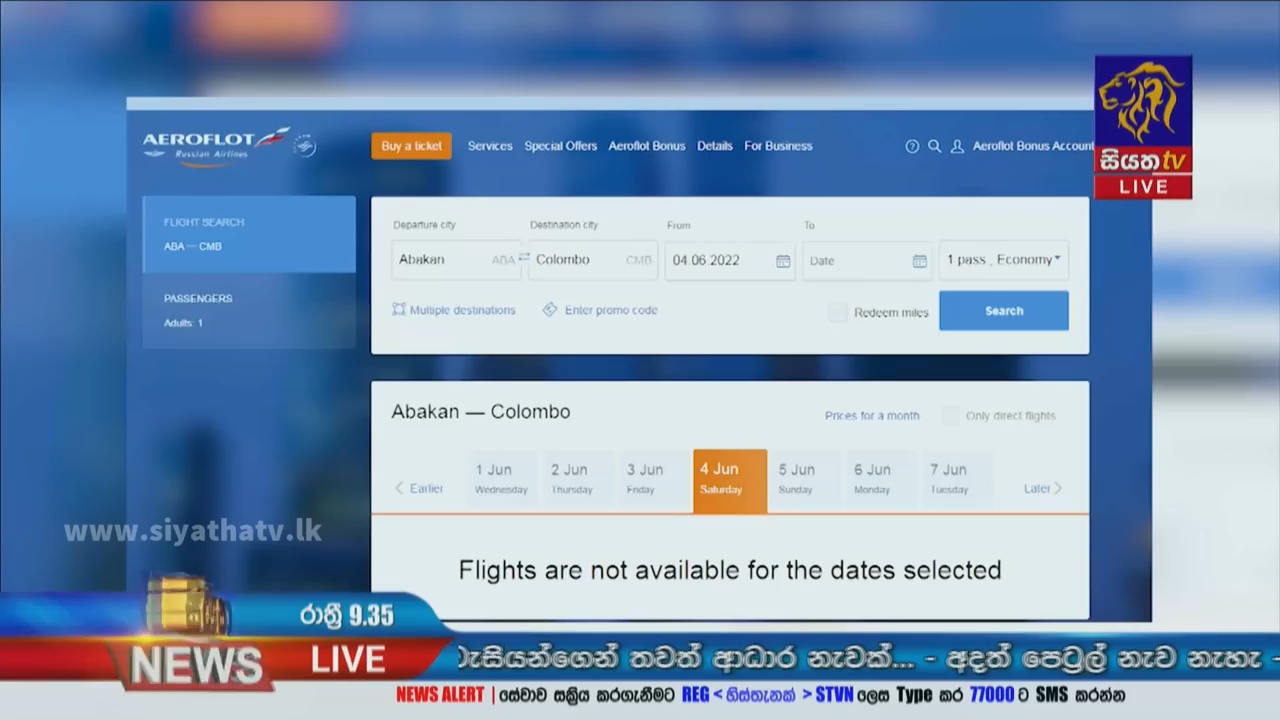 AEROFLOT
Russian Airlines
Buy a ticket Services Special Offers Aeroflot Bonus Details For Business
Aeroflot Bonus Account
සියත tv
LIVE
FLIGHT SEARCH
ABA — CMB
PASSENGERS
Adults: 1
Departure city Destination city From To
Abakan ABA Colombo CMB 04.06.2022 Date 1 pass., Economy
Multiple destinations Enter promo code Redeem miles Search
Abakan — Colombo Prices for a month Only direct flights
Earlier 1 Jun 2 Jun 3 Jun 4 Jun 5 Jun 6 Jun 7 Jun Later
Wednesday Thursday Friday Saturday Sunday Monday Tuesday
Flights are not available for the dates selected
www.siyathatv.lk
රාත්‍රී 9.35
NEWS LIVE
වැසියන්ගෙන් තවත් ආධාර නැවක්... - අදත් පෙට්‍රල් නැව නැහැ -
NEWS ALERT | සේවාව සක්‍රිය කරගැනීමට REG < හිස්තැනක් > STVN ලෙස Type කර 77000 ට SMS කරන්න